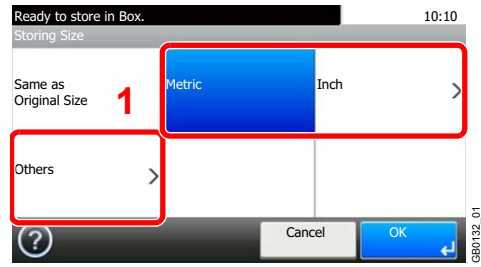 Ready to store in Box.
10:10
Storing Size
Same as
Original Size
1
Metric
Inch
Others
?
Cancel
OK
GB0132_01